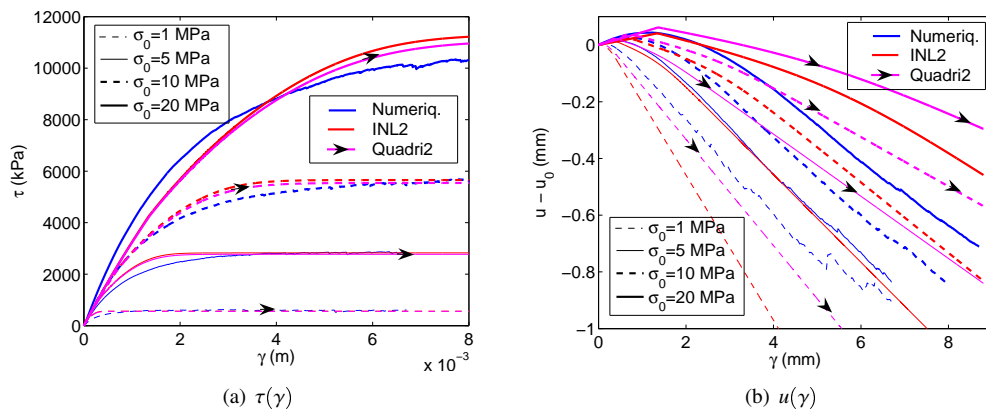 12000
10000
8000
6000
4000
2000
0
τ (kPa)
σ0=1 MPa
σ0=5 MPa
σ0=10 MPa
σ0=20 MPa
Numeriq.
INL2
Quadri2
0 2 4 6 8
γ (m)
x 10^-3
(a) τ(γ)
0
−0.2
−0.4
−0.6
−0.8
−1
u − u0 (mm)
Numeriq.
INL2
Quadri2
σ0=1 MPa
σ0=5 MPa
σ0=10 MPa
σ0=20 MPa
0 2 4 6 8
γ (mm)
(b) u(γ)